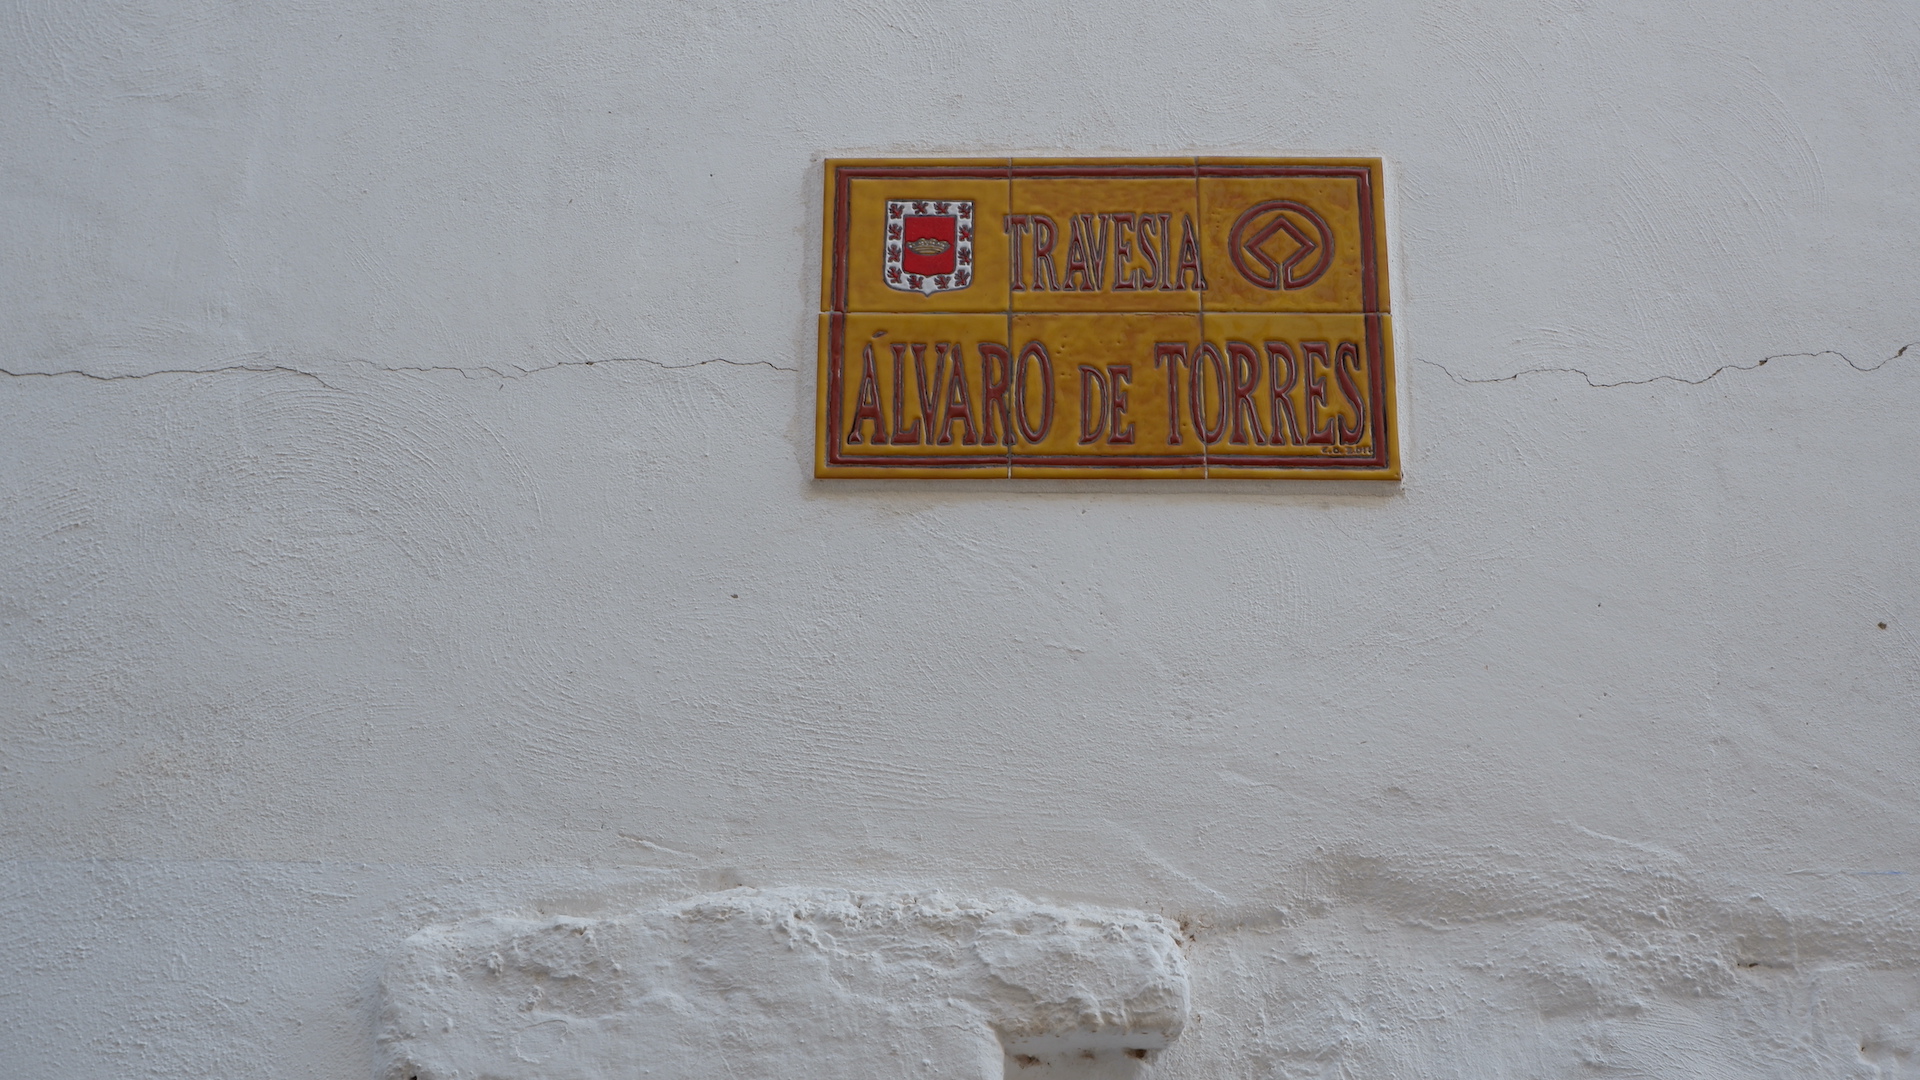 TRAVESIA
ÁLVARO DE TORRES